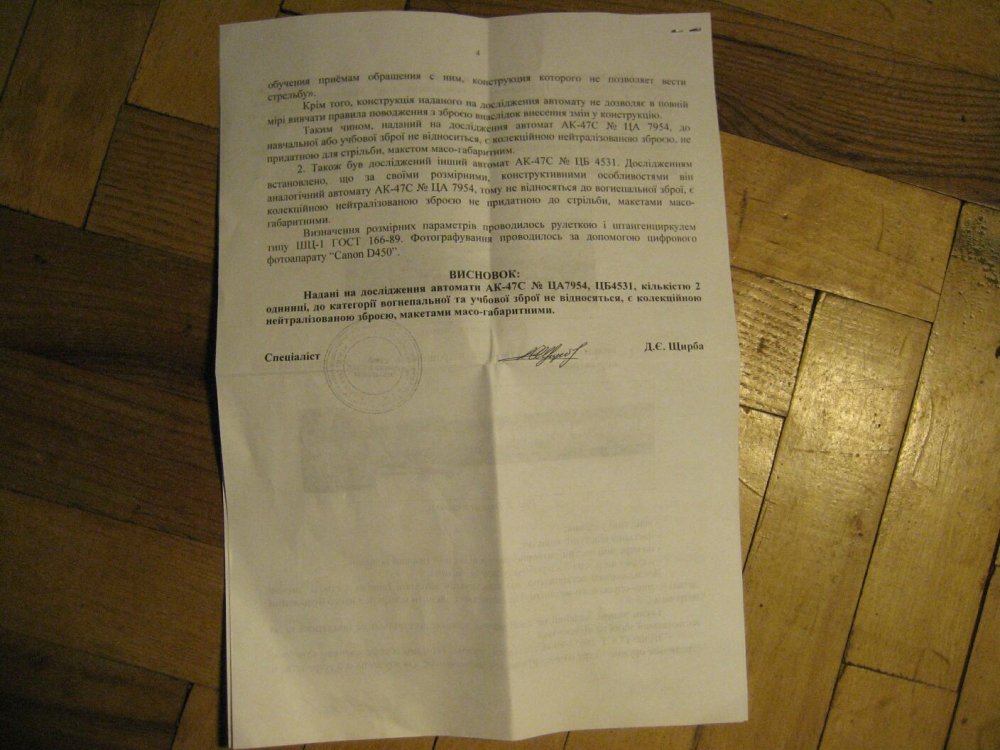 4
обучения приёмам обращения с ним, конструкция которого не позволяет вести
стрельбу».
Крім того, конструкція наданого на дослідження автомату не дозволяє в повній
мірі вивчати правила поводження з зброєю внаслідок внесення змін у конструкцію.
Таким чином, наданий на дослідження автомат АК-47С № ЦА 7954, до
навчальної або учбової зброї не відноситься, є колекційною нейтралізованою зброєю, не
придатною для стрільби, макетом масо-габаритним.
2. Також був досліджений інший автомат АК-47С № ЦБ 4531. Дослідженням
встановлено, що за своїми розмірними, конструктивними особливостями він
аналогічний автомату АК-47С № ЦА 7954, тому не відносяться до вогнепальної зброї, є
колекційною нейтралізованою зброєю не придатною до стрільби, макетами масо-
габаритними.
Визначення розмірних параметрів проводилось рулеткою і штангенциркулем
типу ШЦ-1 ГОСТ 166-89. Фотографування проводилось за допомогою цифрового
фотоапарату “Canon D450”.
ВИСНОВОК:
Надані на дослідження автомати АК-47С № ЦА7954, ЦБ4531, кількістю 2
одиниці, до категорії вогнепальної та учбової зброї не відносяться, є колекційною
нейтралізованою зброєю, макетами масо-габаритними.
Спеціаліст
Д.Є. Щирба